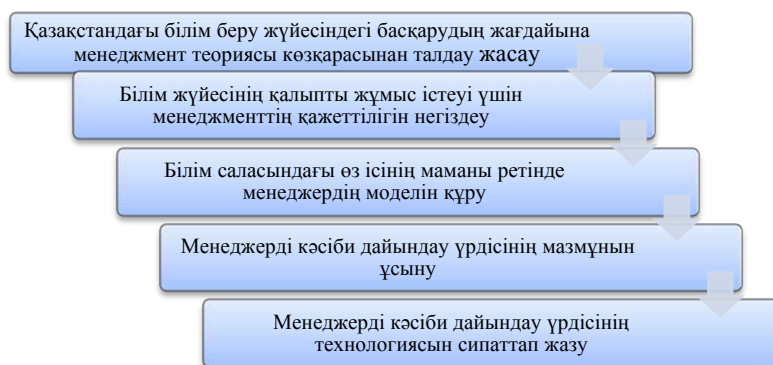 Қазақстандағы білім беру жүйесіндегі басқарудың жағдайына
менеджмент теориясы көзқарасынан талдау жасау
Білім жүйесінің қалыпты жұмыс істеуі үшін
менеджменттің қажеттілігін негіздеу
Білім саласындағы өз ісінің маманы ретінде
менеджердің моделін құру
Менеджерді кәсіби дайындау үрдісінің мазмұнын
ұсыну
Менеджерді кәсіби дайындау үрдісінің
технологиясын сипаттап жазу